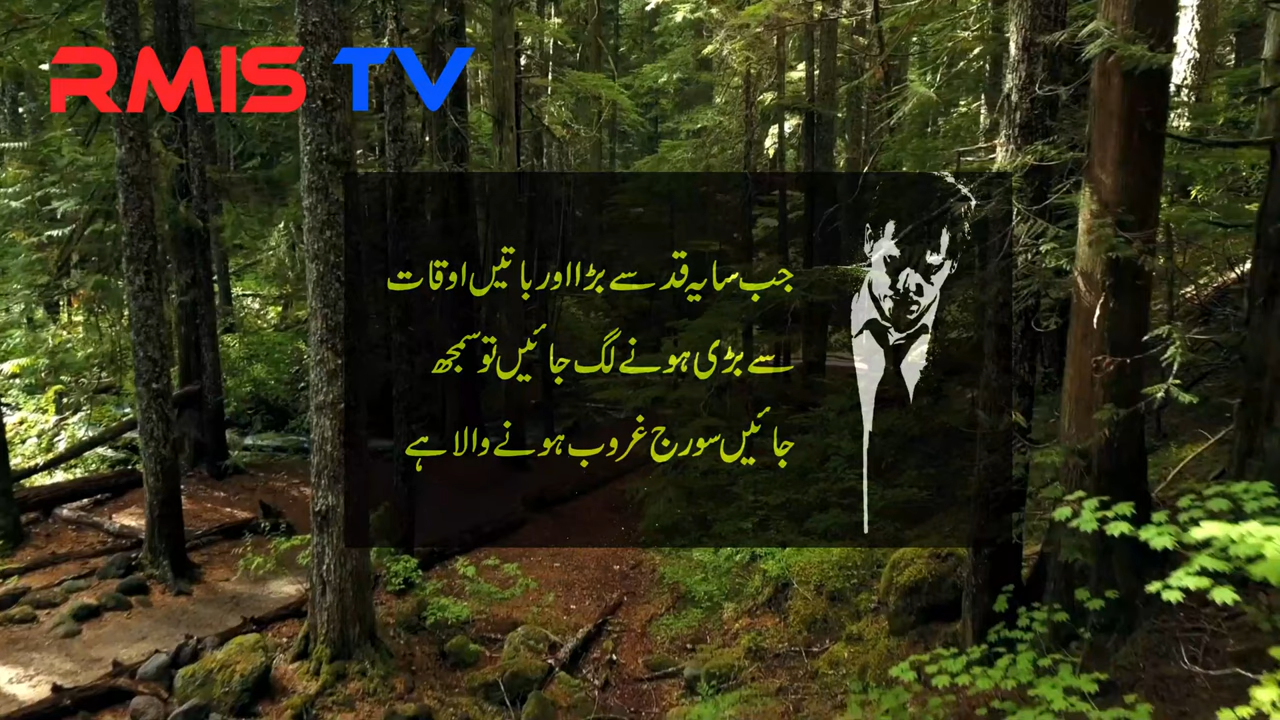 RMIS TV
جب سایہ قد سے بڑا اور باتیں اوقات
سے بڑی ہونے لگ جائیں تو سمجھ
جائیں سورج غروب ہونے والا ہے